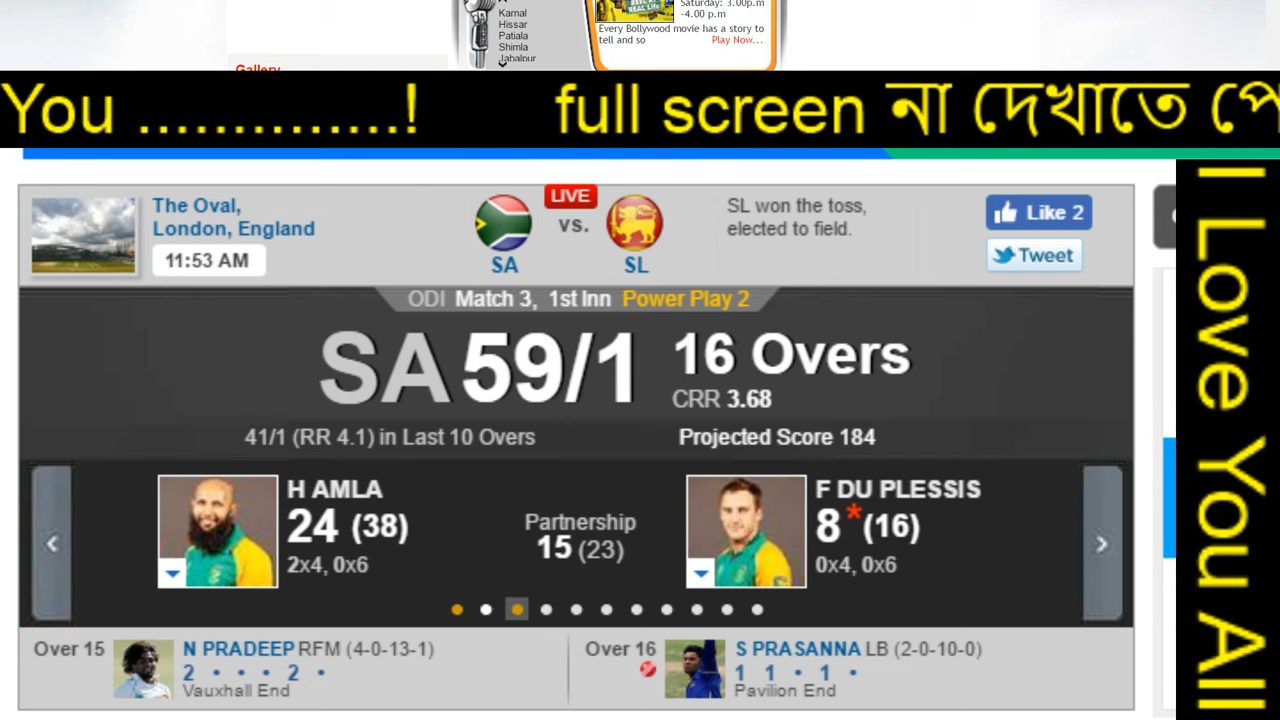 Karnal
Hissar
Patiala
Shimla
Jabalpur
Saturday: 3.00p.m
-4.00 p.m
Every Bollywood movie has a story to
tell and so
Play Now...
Gallery
You ..............!
full screen না দেখাতে পে
The Oval,
London, England
11:53 AM
LIVE
vs.
SA
SL
SL won the toss,
elected to field.
Like 2
Tweet
ODI Match 3, 1st Inn Power Play 2
SA 59/1
16 Overs
CRR 3.68
41/1 (RR 4.1) in Last 10 Overs
Projected Score 184
H AMLA
24 (38)
2x4, 0x6
Partnership
15 (23)
F DU PLESSIS
8*(16)
0x4, 0x6
Over 15
N PRADEEP RFM (4-0-13-1)
2 • • • 2 •
Vauxhall End
Over 16
S PRASANNA LB (2-0-10-0)
1 1 • 1 •
Pavilion End
I Love You All